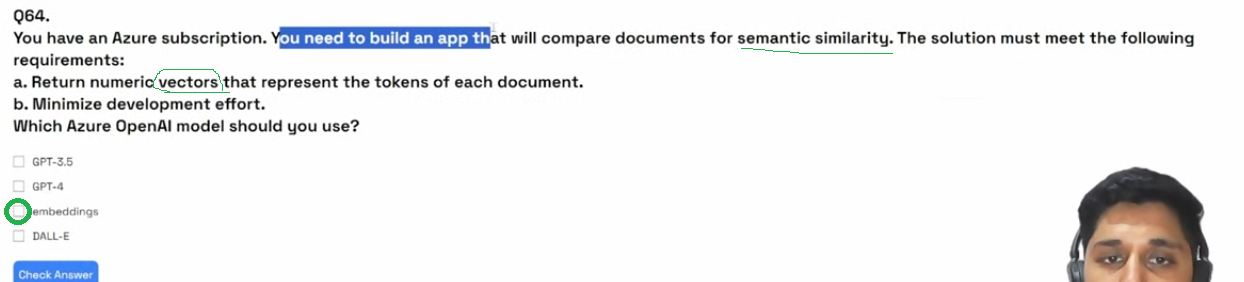 Q64.
You have an Azure subscription. You need to build an app that will compare documents for semantic similarity. The solution must meet the following
requirements:
a. Return numeric vectors that represent the tokens of each document.
b. Minimize development effort.
Which Azure OpenAI model should you use?
GPT-3.5
GPT-4
embeddings
DALL-E
Check Answer